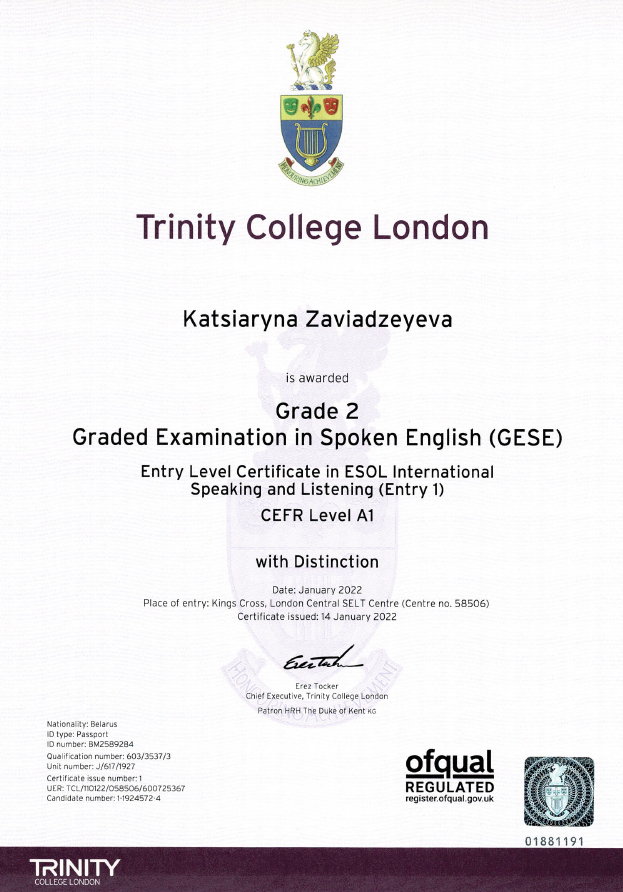 HONOURING ACHIEVEMENT
Trinity College London
Katsiaryna Zaviadzeyeva
is awarded
Grade 2
Graded Examination in Spoken English (GESE)
Entry Level Certificate in ESOL International
Speaking and Listening (Entry 1)
CEFR Level A1
with Distinction
Date: January 2022
Place of entry: Kings Cross, London Central SELT Centre (Centre no. 58506)
Certificate issued: 14 January 2022
Erez Tocker
Chief Executive, Trinity College London
Patron HRH The Duke of Kent KG
Nationality: Belarus
ID type: Passport
ID number: BM2589284
Qualification number: 603/3537/3
Unit number: J/617/1927
Certificate issue number: 1
UER: TCL/110122/058506/600725367
Candidate number: 1-1924572-4
ofqual
REGULATED
register.ofqual.gov.uk
01881191
TRINITY
COLLEGE LONDON